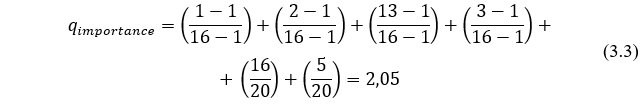 q_importance = (1 − 1 / 16 − 1) + (2 − 1 / 16 − 1) + (13 − 1 / 16 − 1) + (3 − 1 / 16 − 1) +
+ (16 / 20) + (5 / 20) = 2,05
(3.3)